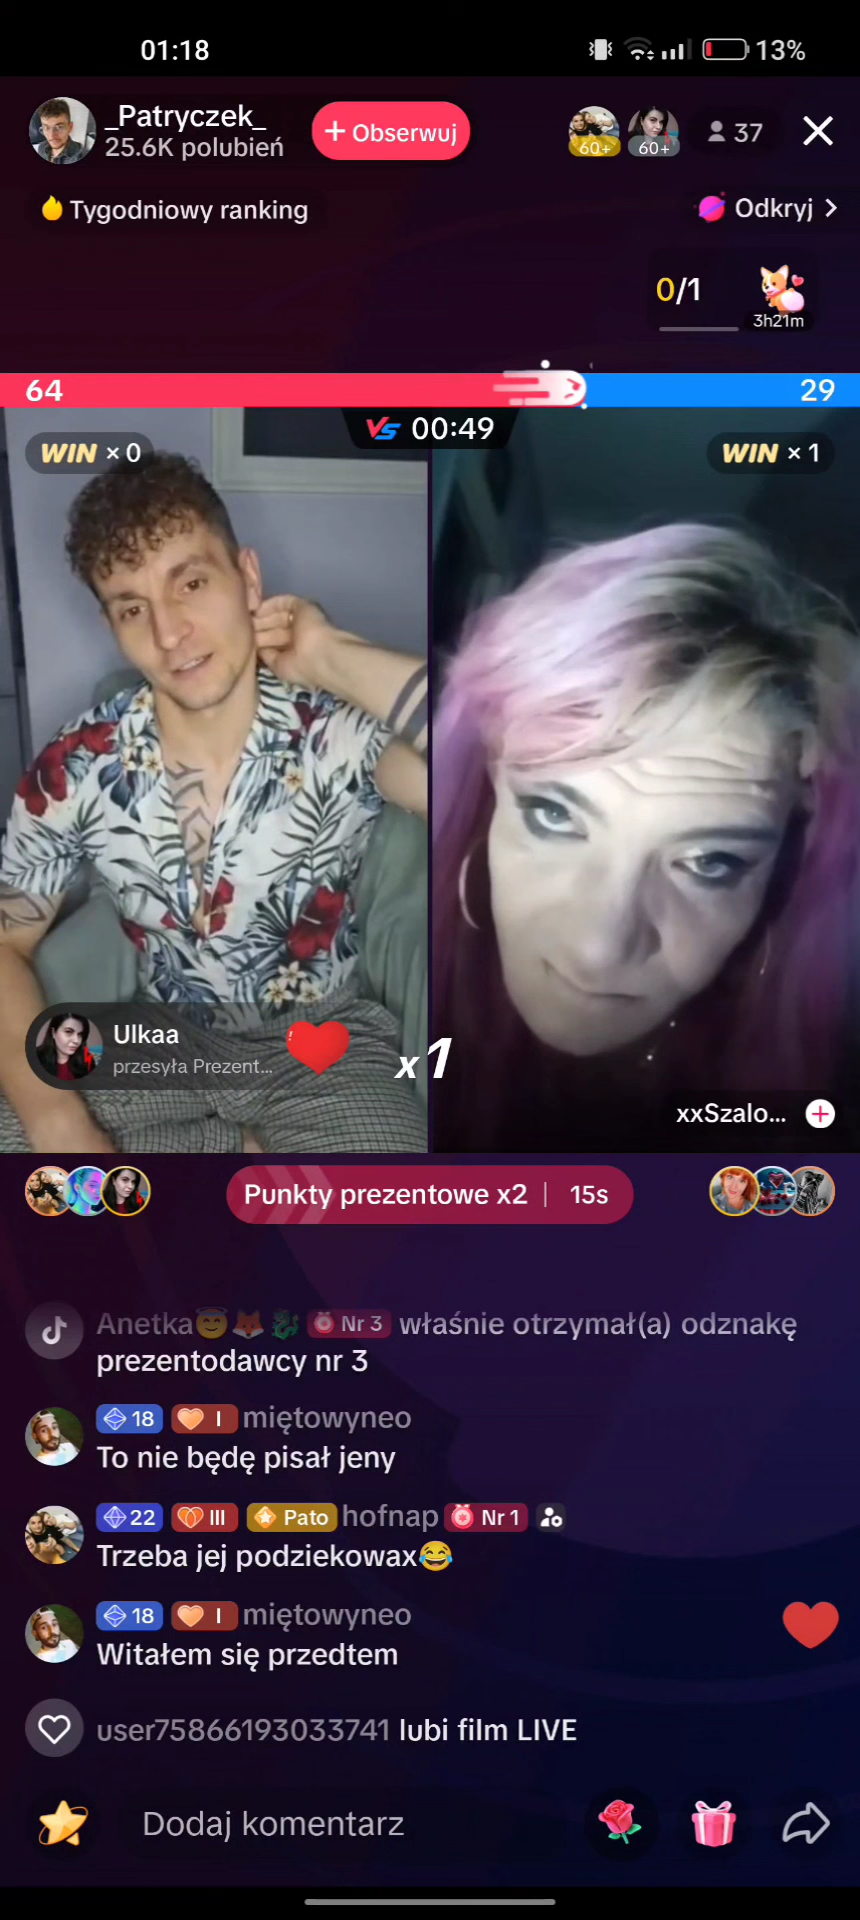 01:18
13%
_Patryczek_
25.6K polubień
+ Obserwuj
60+
60+
37
Tygodniowy ranking
Odkryj
0/1
3h21m
64
29
VS 00:49
WIN × 0
WIN × 1
Ulkaa
przesyła Prezent...
x1
xxSzalo...
Punkty prezentowe x2 | 15s
Anetka😇🦊🐉 Nr 3 właśnie otrzymał(a) odznakę
prezentodawcy nr 3
18 I miętowyneo
To nie będę pisał jeny
22 III Pato hofnap Nr 1
Trzeba jej podziekowax😂
18 I miętowyneo
Witałem się przedtem
user75866193033741 lubi film LIVE
Dodaj komentarz